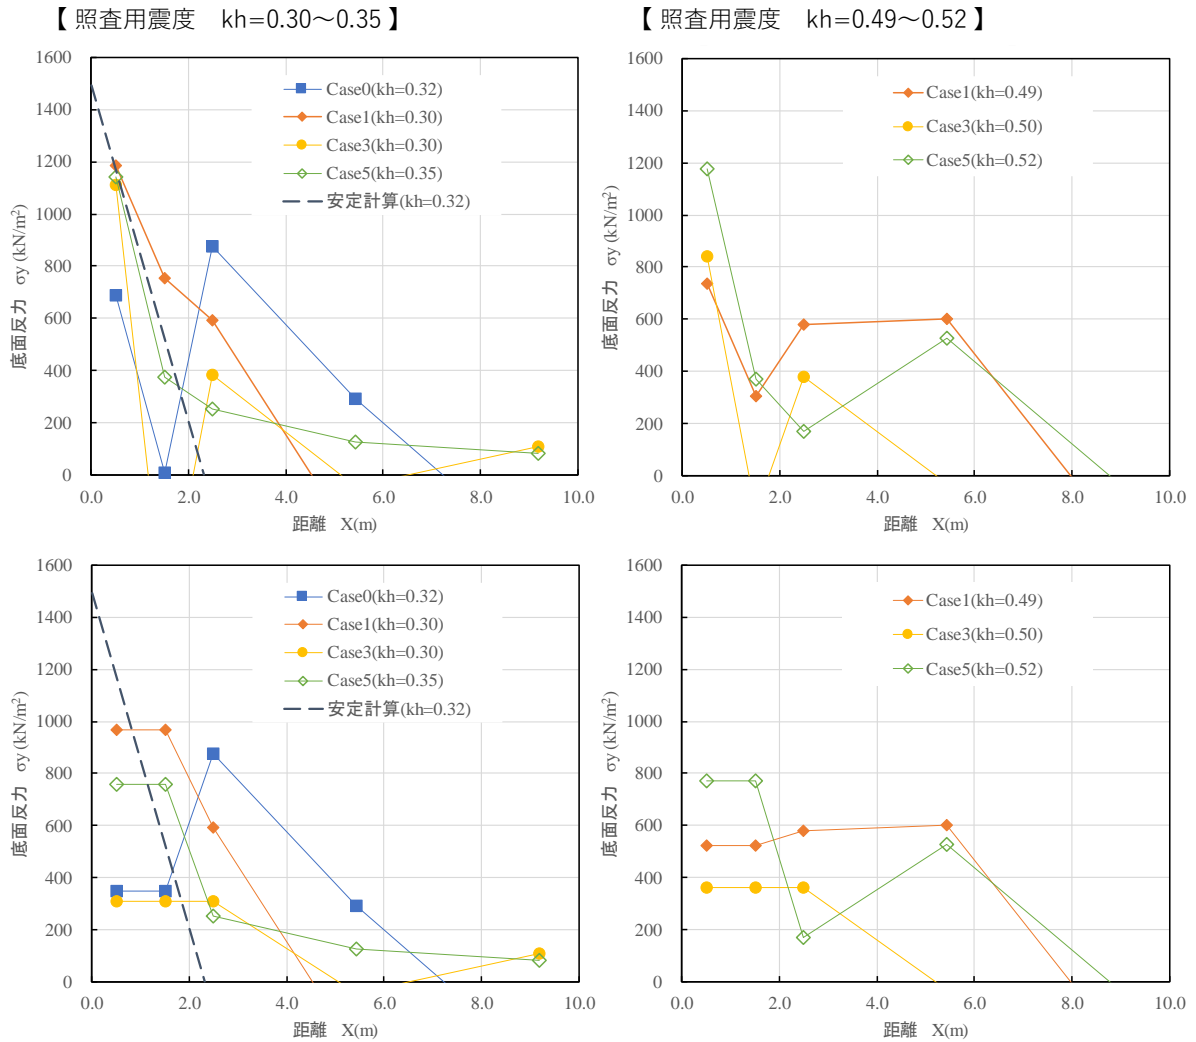 【 照査用震度 kh=0.30～0.35 】
【 照査用震度 kh=0.49～0.52 】
1600
1400
1200
1000
800
600
400
200
0
底面反力 σy (kN/m²)
Case0(kh=0.32)
Case1(kh=0.30)
Case3(kh=0.30)
Case5(kh=0.35)
安定計算(kh=0.32)
0.0 2.0 4.0 6.0 8.0 10.0
距離 X(m)
1600
1400
1200
1000
800
600
400
200
0
底面反力 σy (kN/m²)
Case1(kh=0.49)
Case3(kh=0.50)
Case5(kh=0.52)
0.0 2.0 4.0 6.0 8.0 10.0
距離 X(m)
1600
1400
1200
1000
800
600
400
200
0
底面反力 σy (kN/m²)
Case0(kh=0.32)
Case1(kh=0.30)
Case3(kh=0.30)
Case5(kh=0.35)
安定計算(kh=0.32)
0.0 2.0 4.0 6.0 8.0 10.0
距離 X(m)
1600
1400
1200
1000
800
600
400
200
0
底面反力 σy (kN/m²)
Case1(kh=0.49)
Case3(kh=0.50)
Case5(kh=0.52)
0.0 2.0 4.0 6.0 8.0 10.0
距離 X(m)